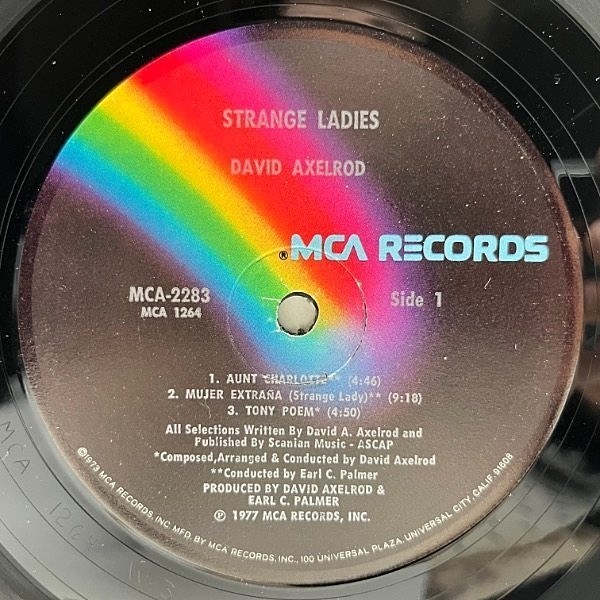 STRANGE LADIES
DAVID AXELROD
® MCA RECORDS
MCA-2283
MCA 1264
Side 1
1. AUNT CHARLOTTE** (4:46)
2. MUJER EXTRAÑA (Strange Lady)** (9:18)
3. TONY POEM* (4:50)
All Selections Written By David A. Axelrod and
Published By Scanian Music - ASCAP
*Composed,Arranged & Conducted by David Axelrod
**Conducted by Earl C. Palmer
PRODUCED BY DAVID AXELROD &
EARL C. PALMER
℗ 1977 MCA RECORDS, INC.
©1973 MCA RECORDS, INC. MFD. BY MCA RECORDS, INC., 100 UNIVERSAL PLAZA, UNIVERSAL CITY, CALIF. 91608
MCA 1264